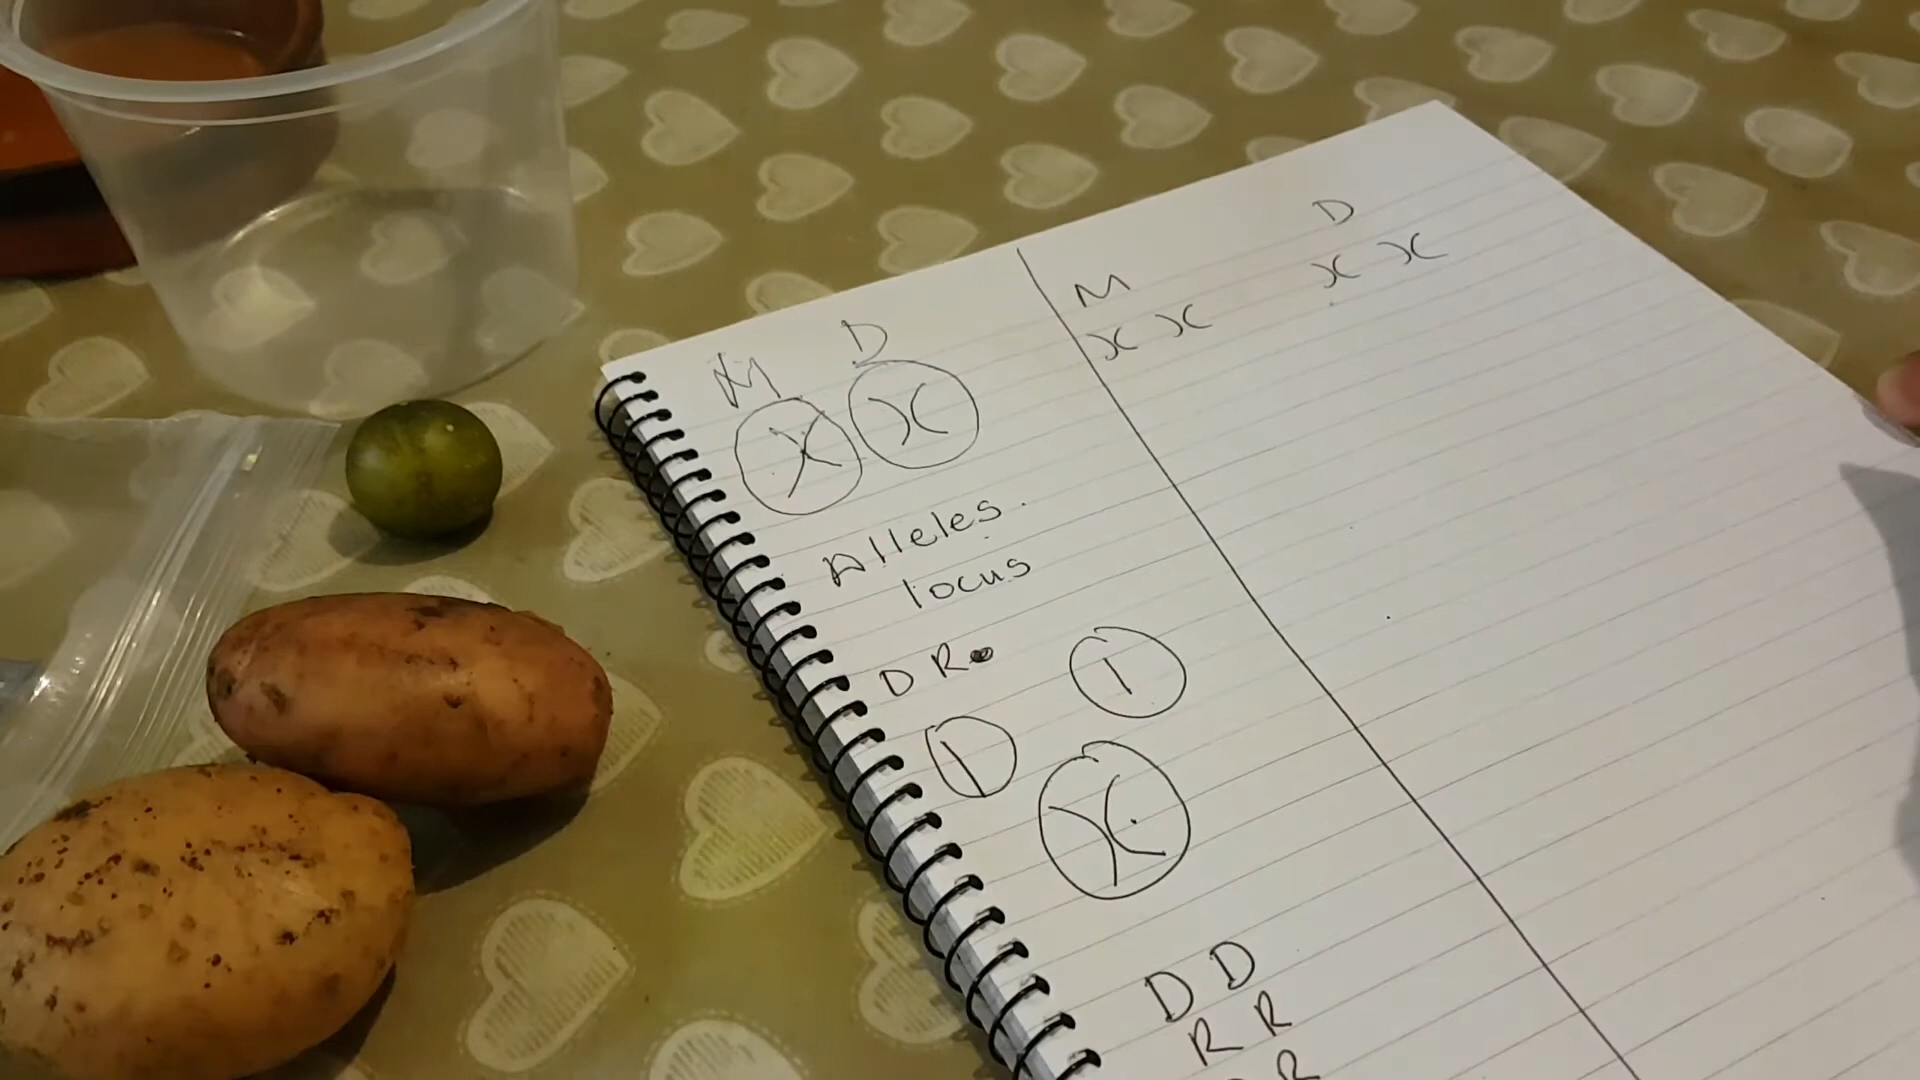 M D
Alleles.
locus
D R
D D
R R
R
M D